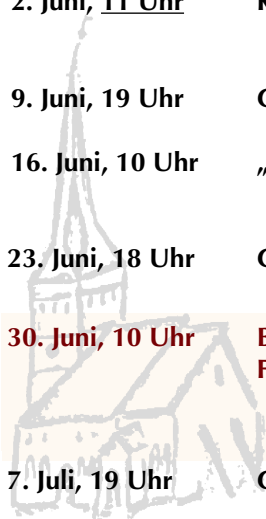 2. Juni, 11 Uhr
9. Juni, 19 Uhr
16. Juni, 10 Uhr „
23. Juni, 18 Uhr
30. Juni, 10 Uhr
7. Juli, 19 Uhr